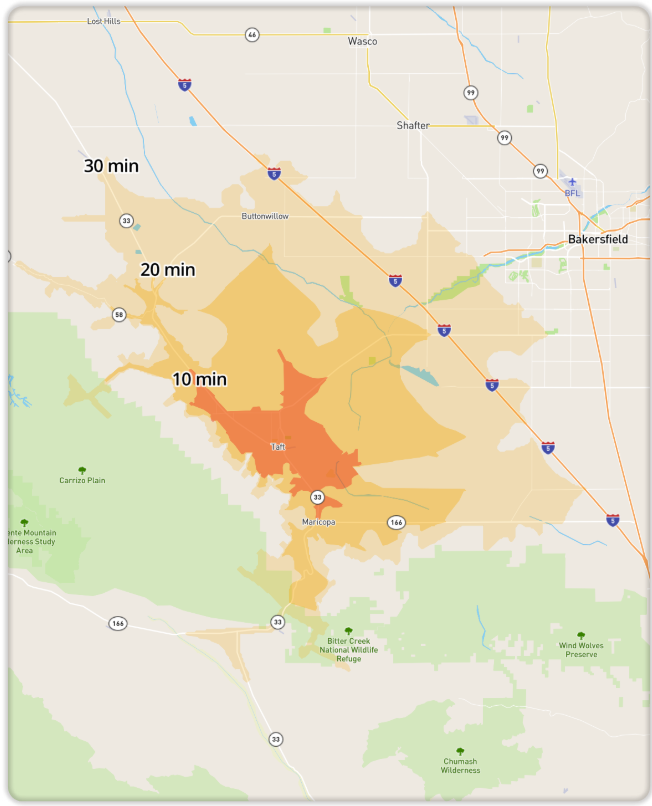 Lost Hills
46
Wasco
5
99
Shafter
99
30 min
5
99
BFL
33
Buttonwillow
Bakersfield
20 min
5
58
5
10 min
5
Taft
5
Carrizo Plain
33
5
Maricopa
166
ente Mountain
derness Study
Area
33
166
Bitter Creek
National Wildlife
Refuge
Wind Wolves
Preserve
33
Chumash
Wilderness